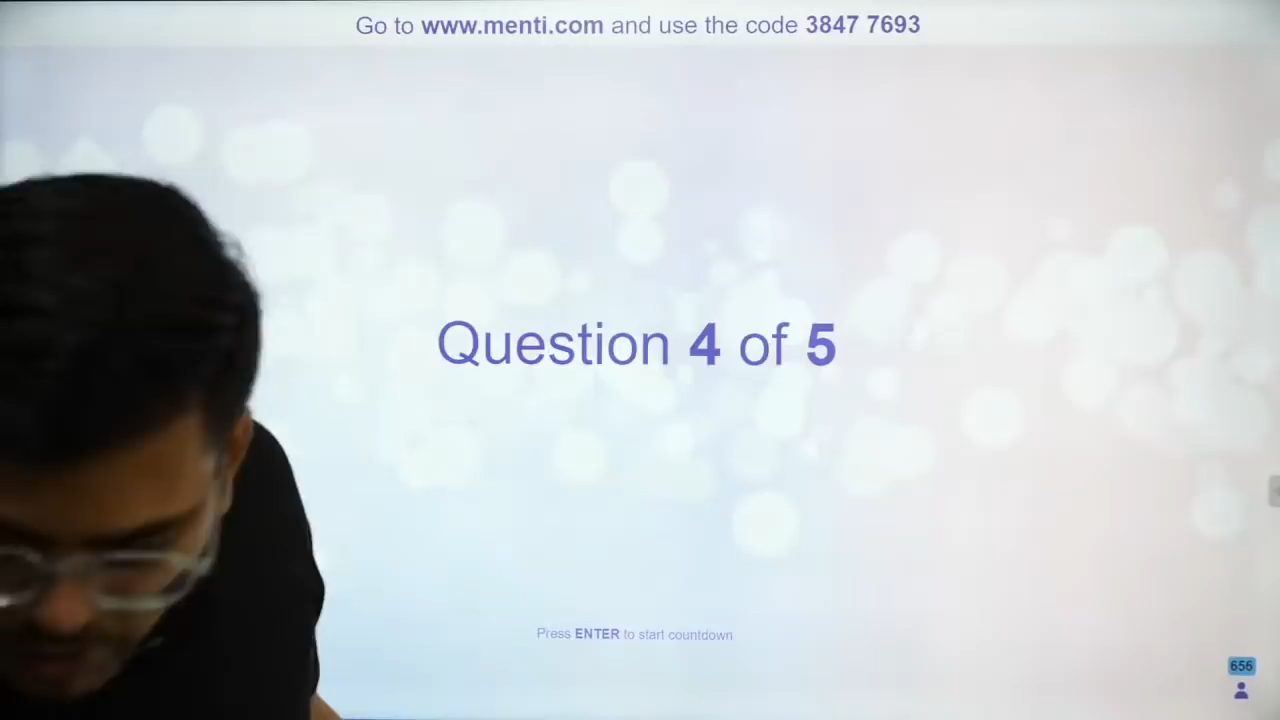 Go to www.menti.com and use the code 3847 7693
Question 4 of 5
Press ENTER to start countdown
656